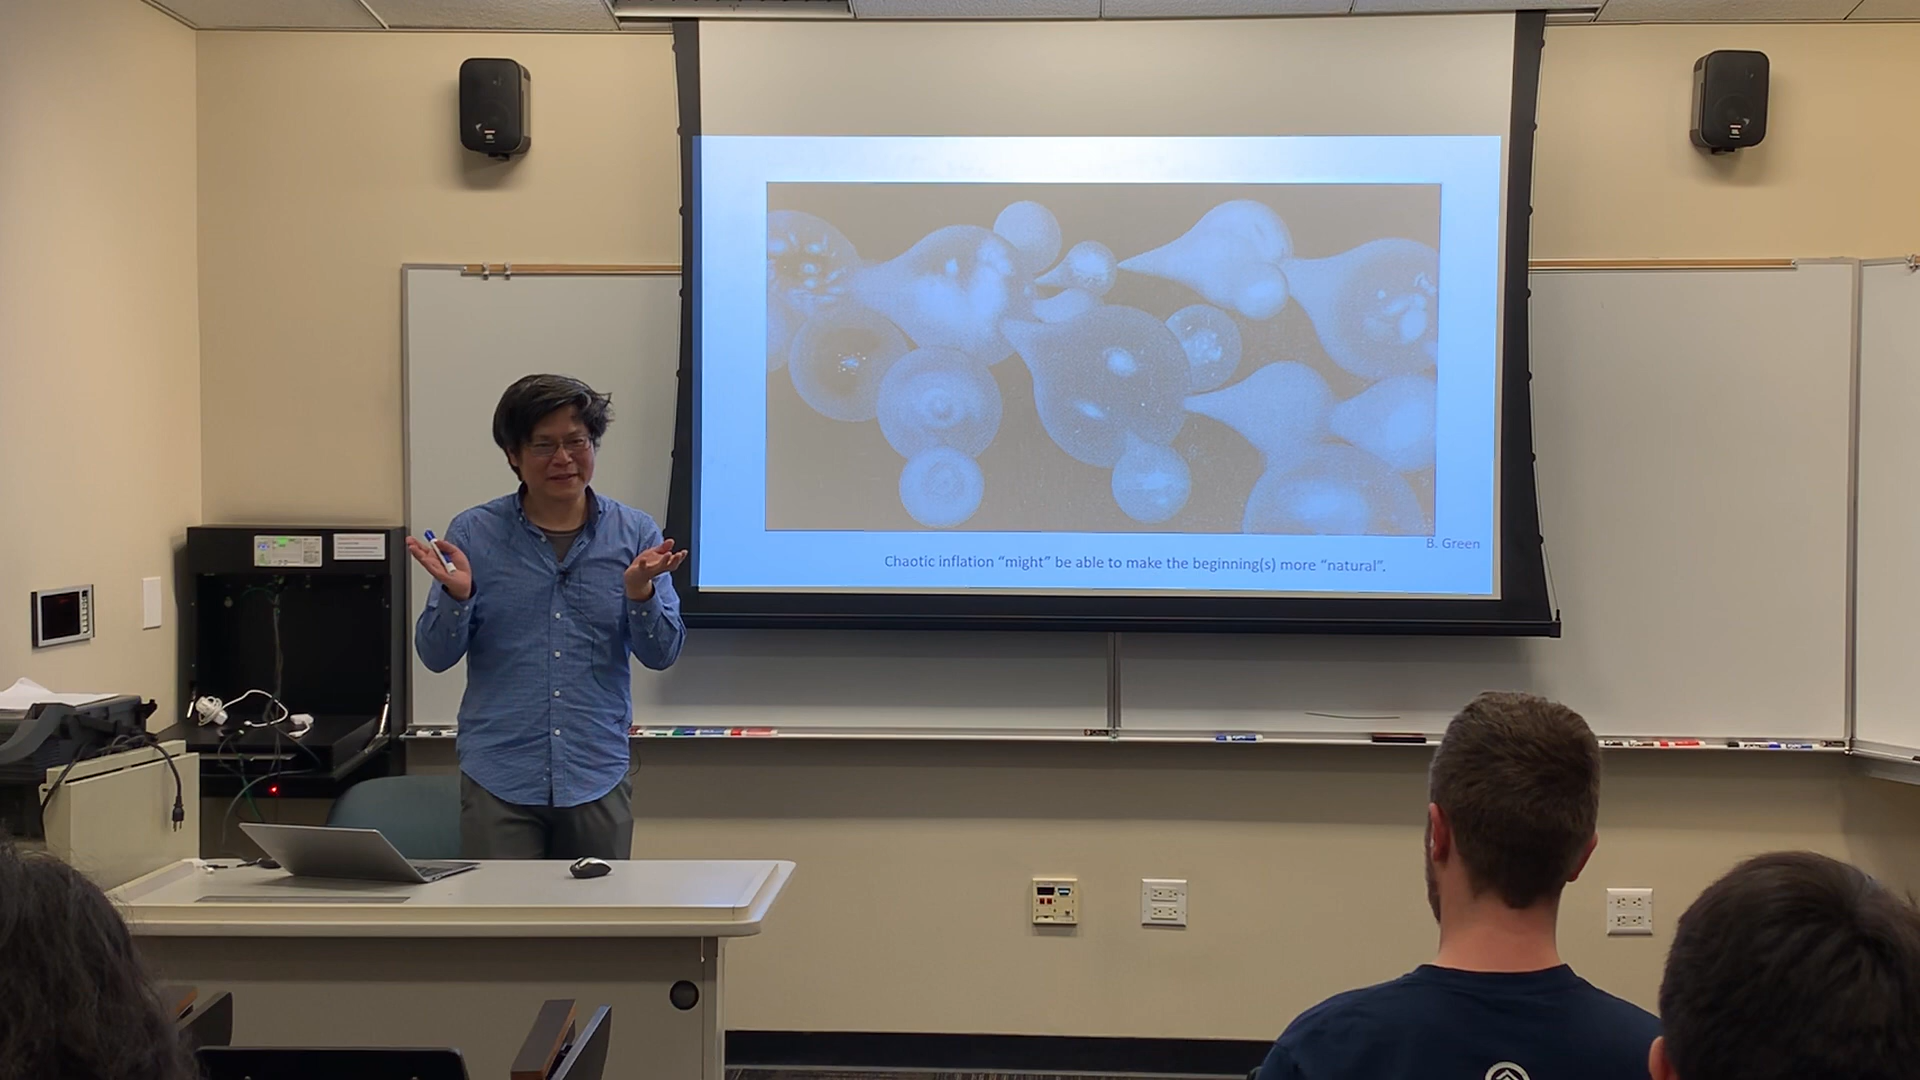 B. Green
Chaotic inflation “might” be able to make the beginning(s) more “natural”.